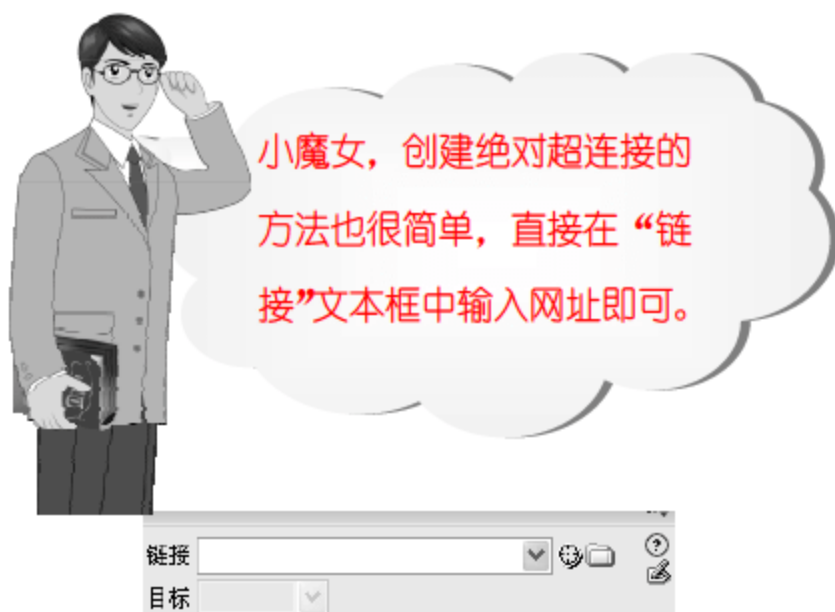 小魔女，创建绝对超连接的
方法也很简单，直接在“链
接”文本框中输入网址即可。
链接
目标